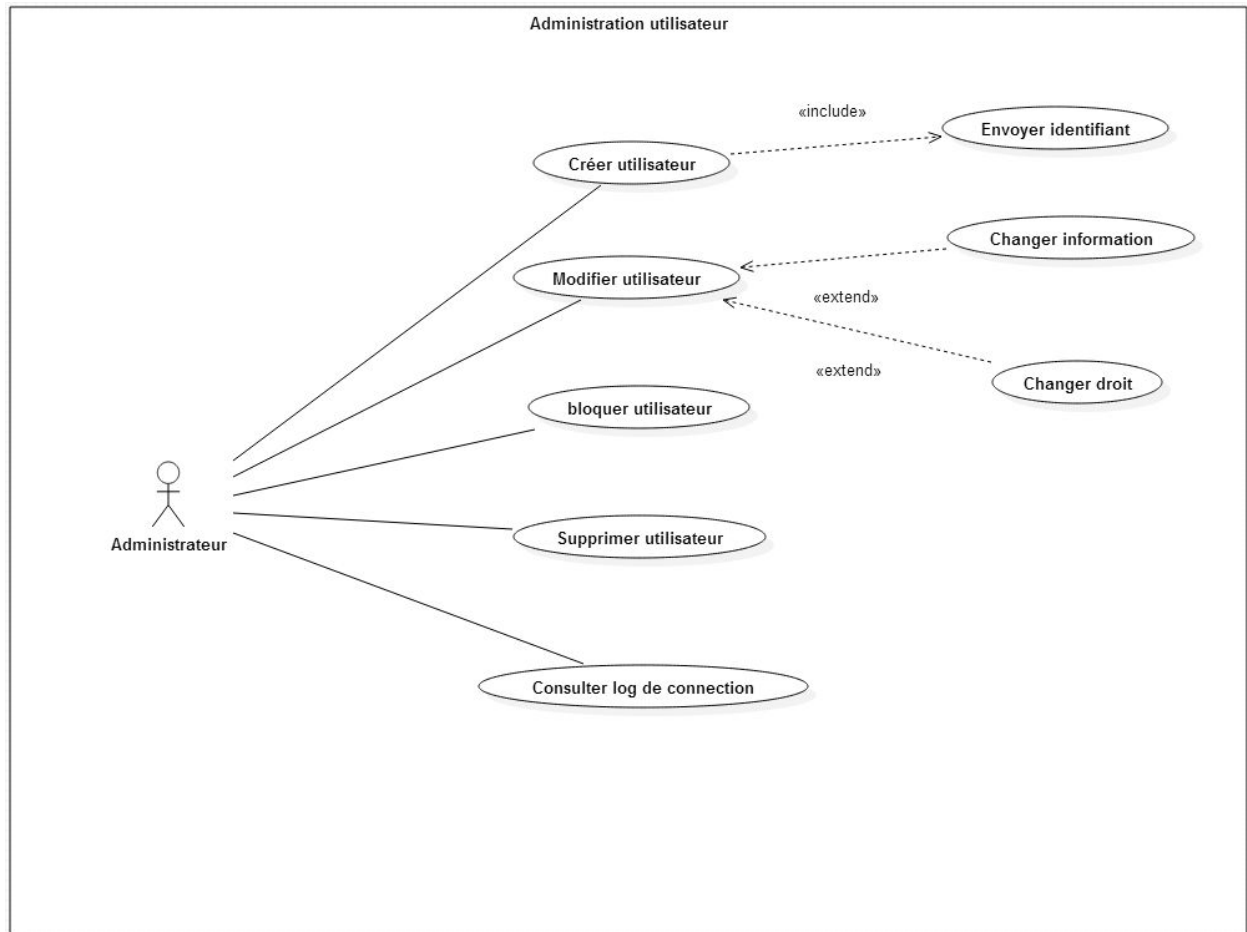 Administration utilisateur
«include»
Envoyer identifiant
Créer utilisateur
Changer information
Modifier utilisateur
«extend»
«extend»
Changer droit
bloquer utilisateur
Supprimer utilisateur
Administrateur
Consulter log de connection